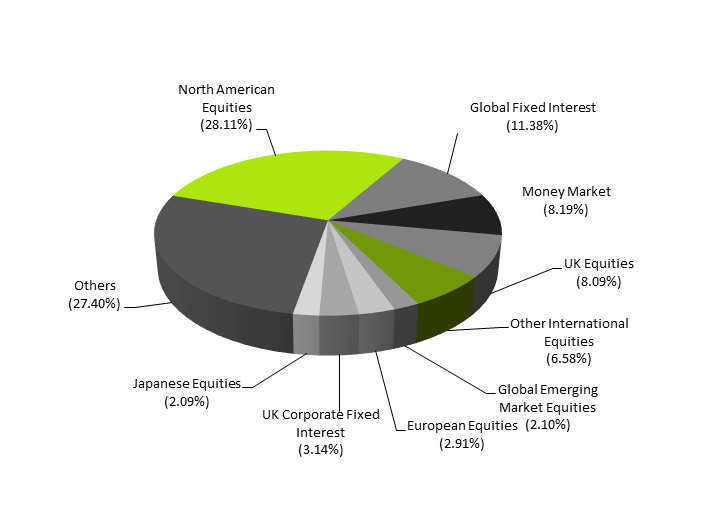 North American
Equities
(28.11%)
Global Fixed Interest
(11.38%)
Money Market
(8.19%)
UK Equities
(8.09%)
Other International
Equities
(6.58%)
Global Emerging
Market Equities
(2.10%)
European Equities
(2.91%)
UK Corporate Fixed
Interest
(3.14%)
Japanese Equities
(2.09%)
Others
(27.40%)